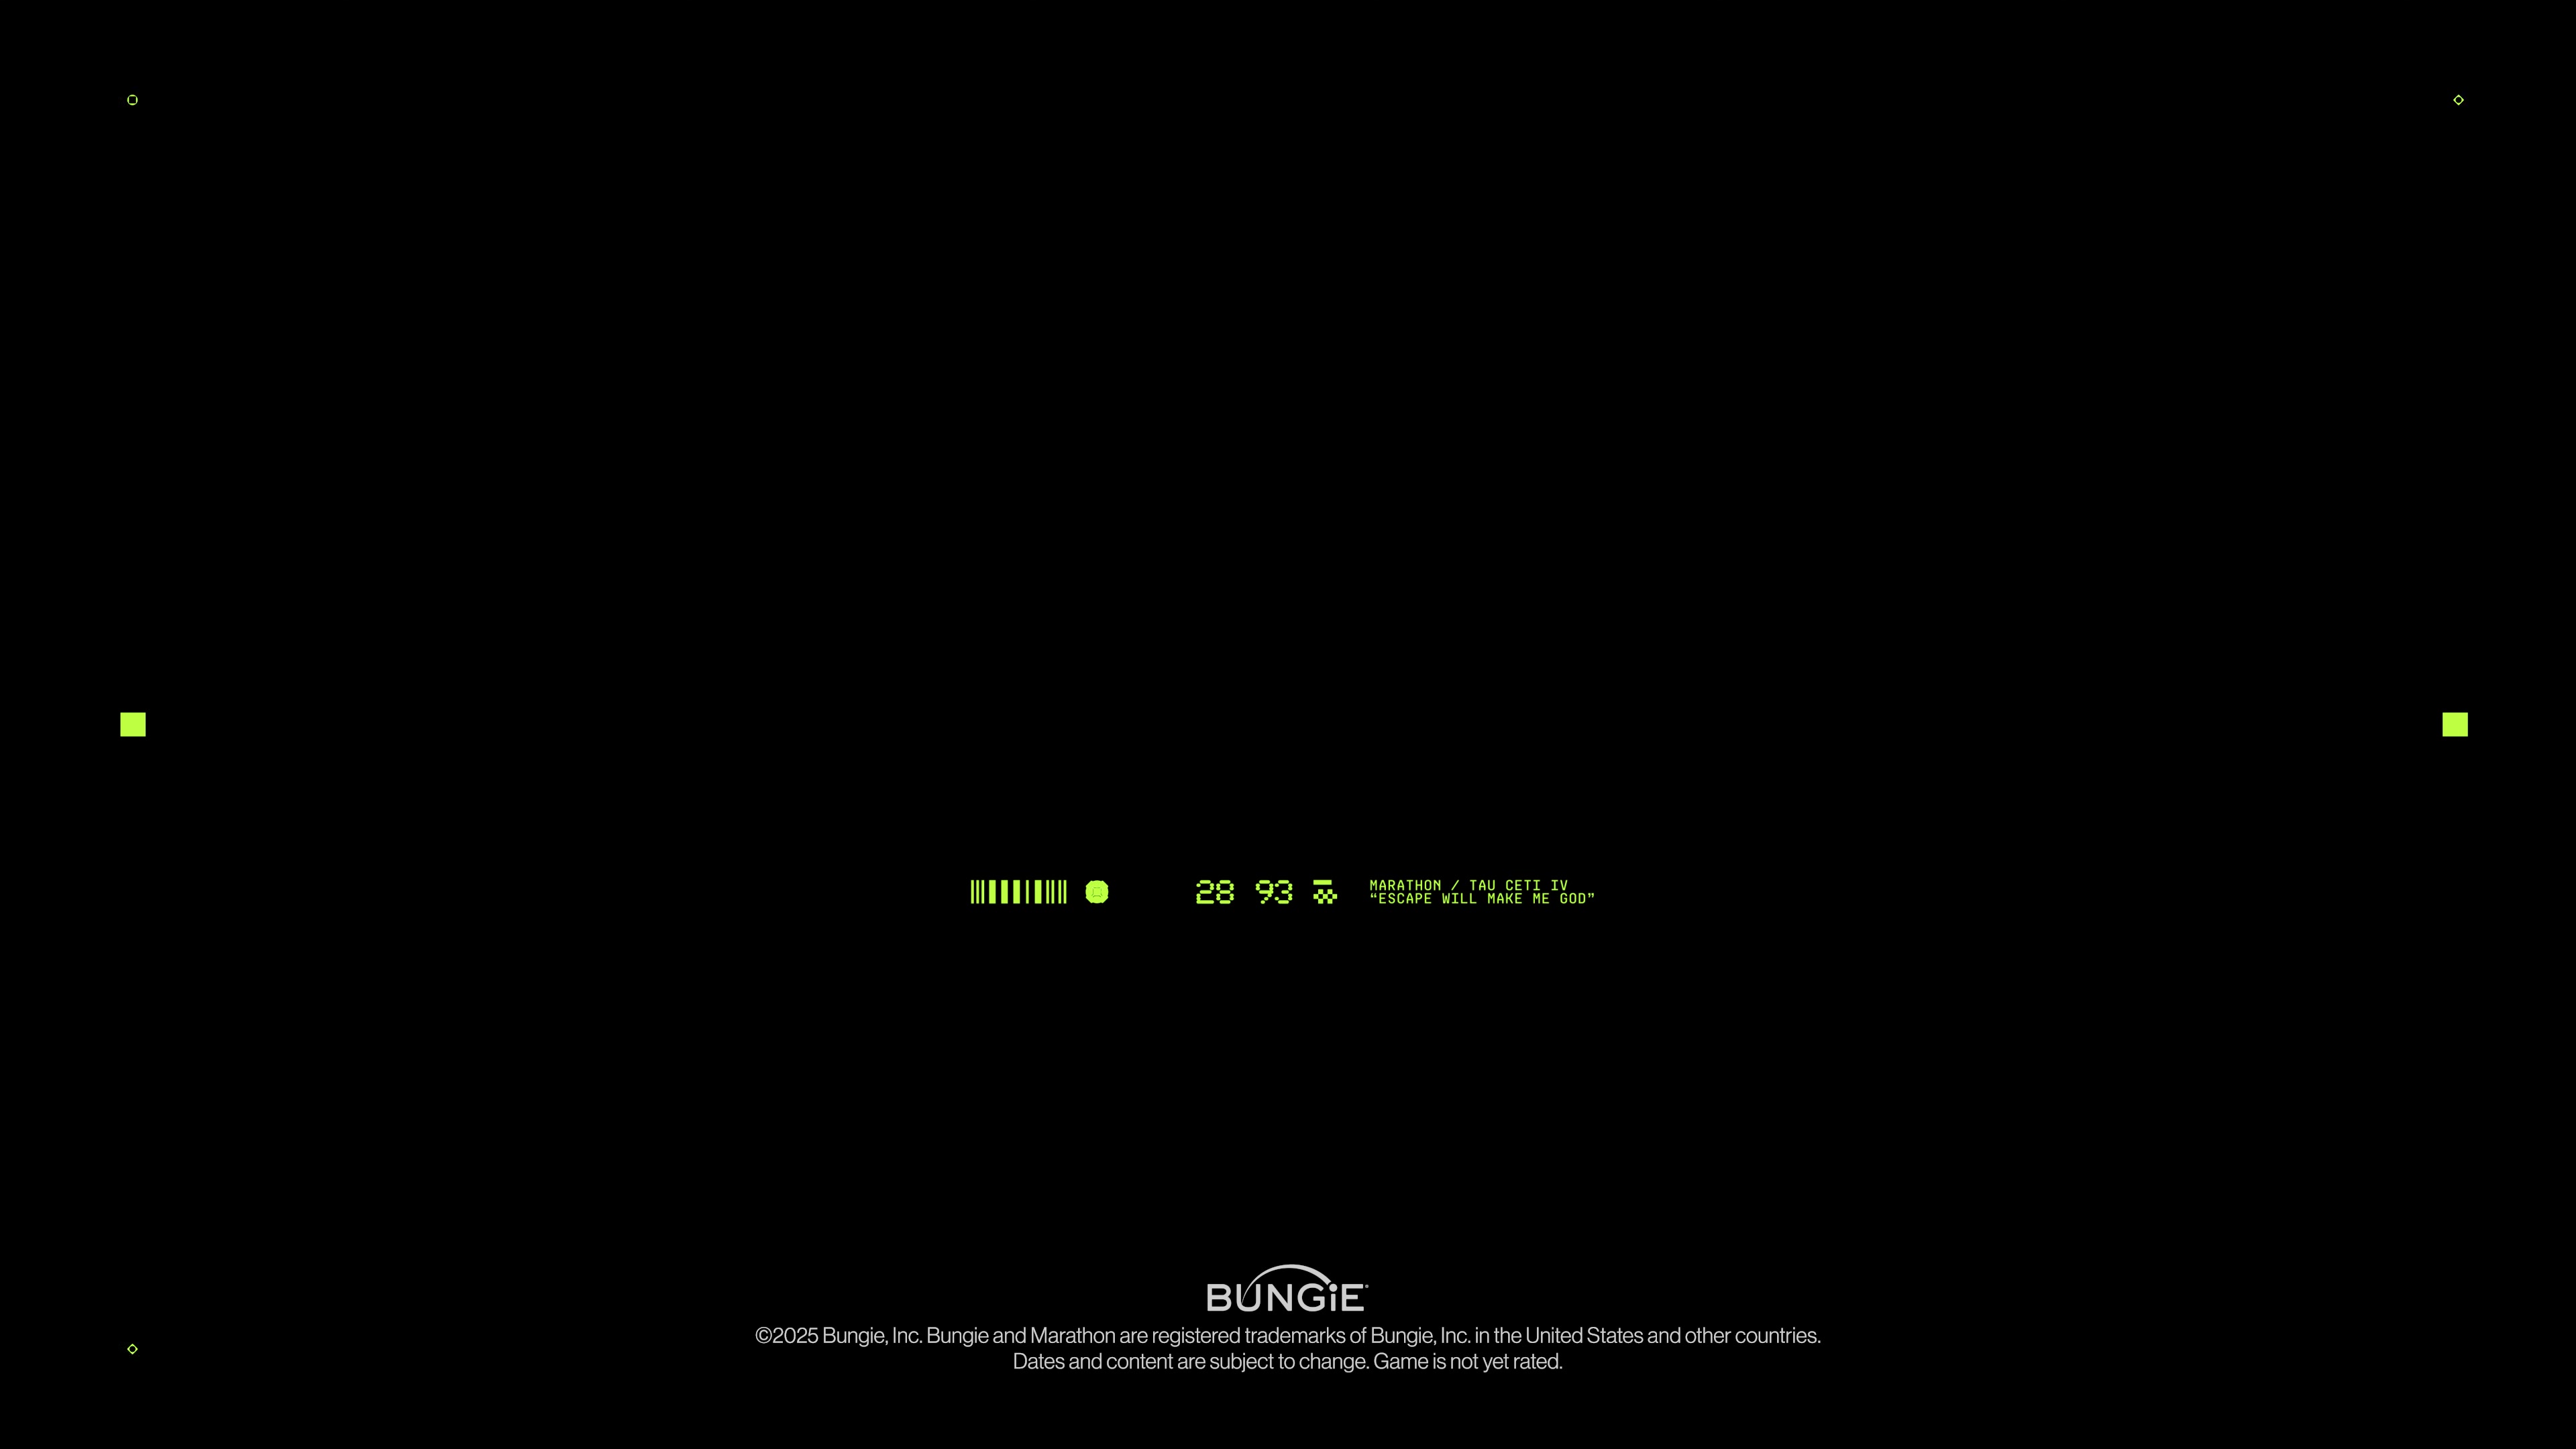 28 93
MARATHON / TAU CETI IV
“ESCAPE WILL MAKE ME GOD”
BUNGiE
©2025 Bungie, Inc. Bungie and Marathon are registered trademarks of Bungie, Inc. in the United States and other countries.
Dates and content are subject to change. Game is not yet rated.